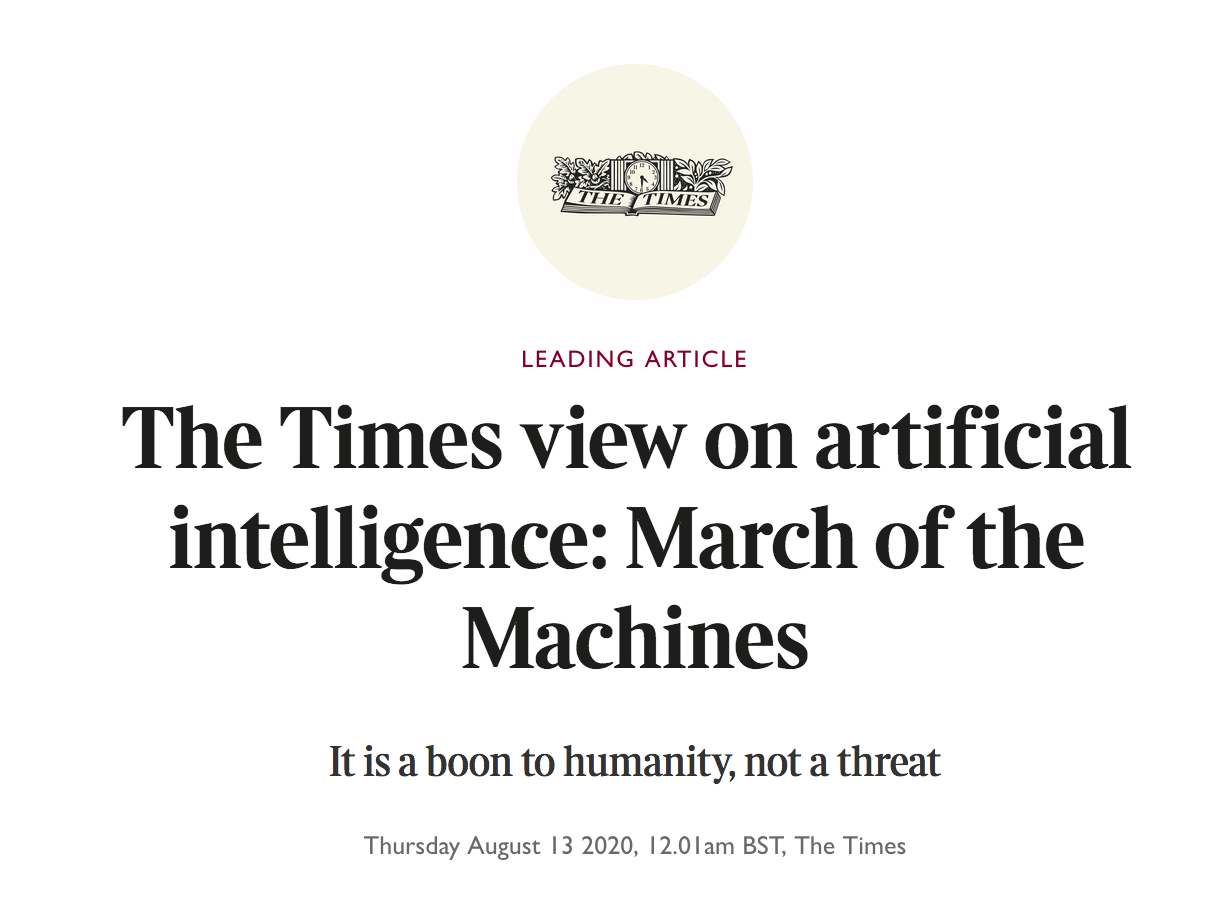 THE TIMES
LEADING ARTICLE
The Times view on artificial
intelligence: March of the
Machines
It is a boon to humanity, not a threat
Thursday August 13 2020, 12.01am BST, The Times